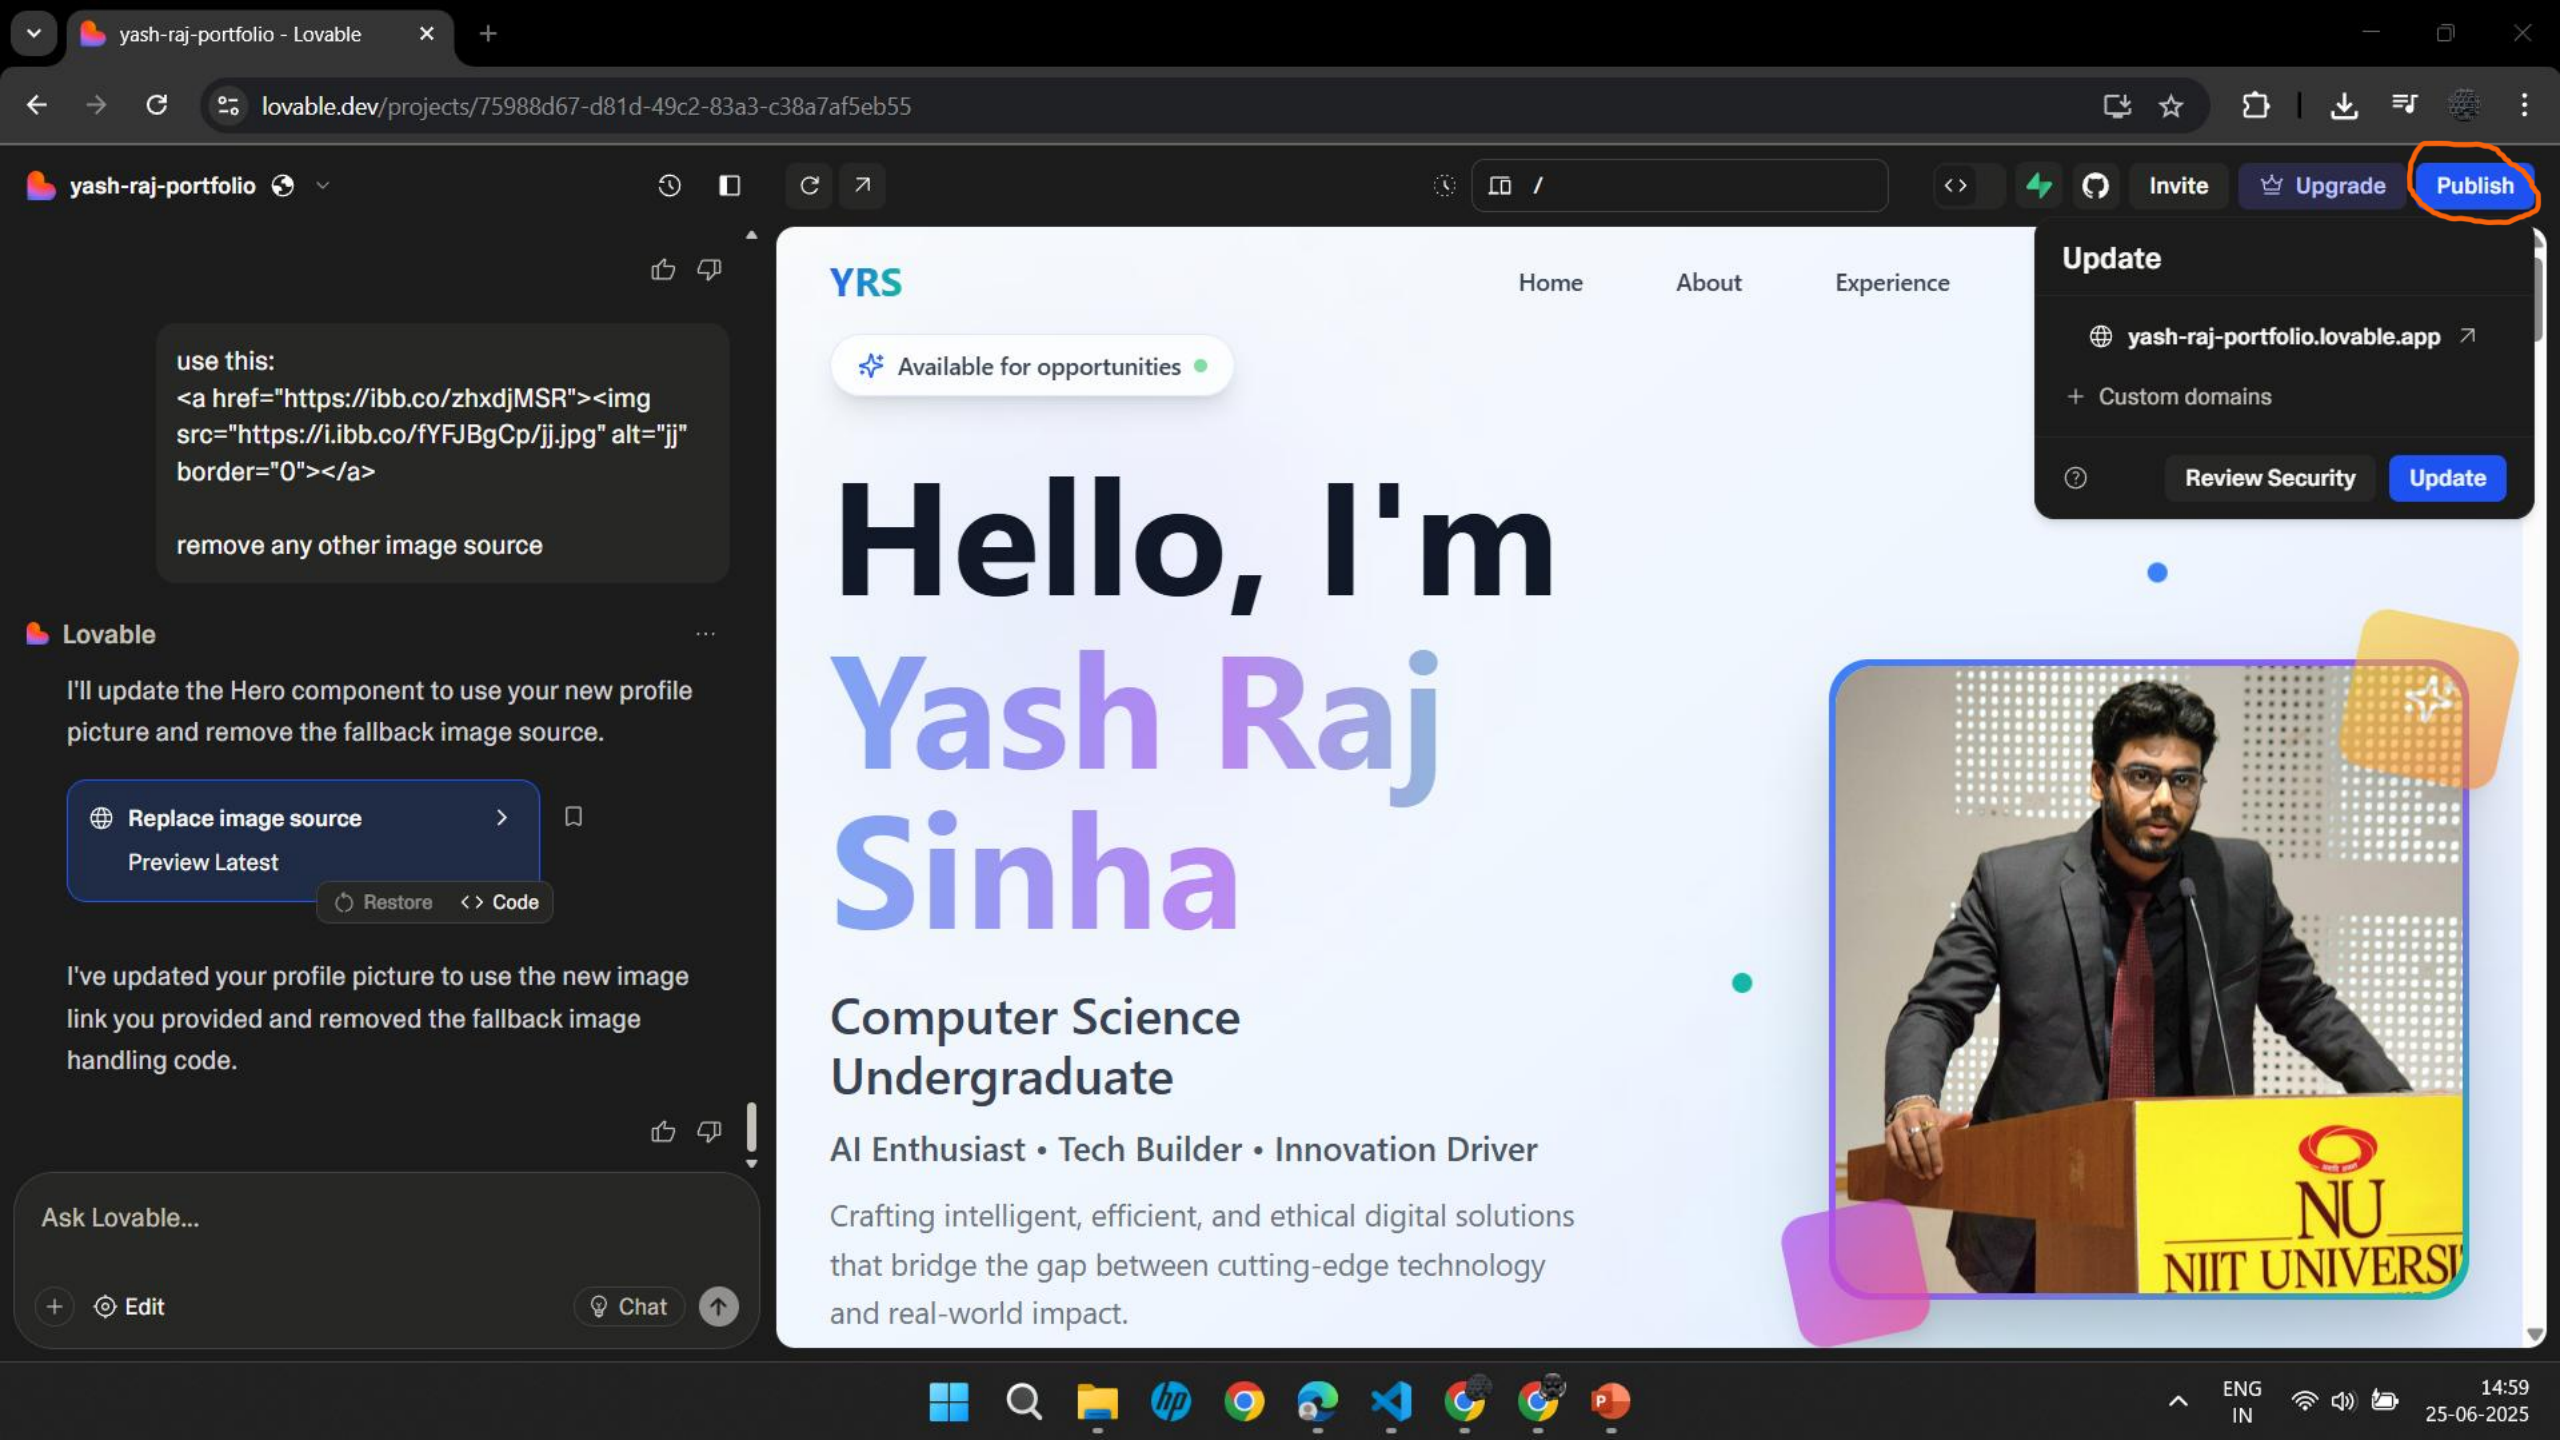 yash-raj-portfolio - Lovable
lovable.dev/projects/75988d67-d81d-49c2-83a3-c38a7af5eb55
yash-raj-portfolio
/
Invite
Upgrade
Publish
use this:
<a href="https://ibb.co/zhxdjMSR"><img
src="https://i.ibb.co/fYFJBgCp/jj.jpg" alt="jj"
border="0"></a>
remove any other image source
Lovable
...
I'll update the Hero component to use your new profile
picture and remove the fallback image source.
Replace image source
Preview Latest
Restore
<> Code
I've updated your profile picture to use the new image
link you provided and removed the fallback image
handling code.
Ask Lovable...
Edit
Chat
YRS
Home
About
Experience
Available for opportunities
Hello, I'm
Yash Raj
Sinha
Computer Science
Undergraduate
AI Enthusiast • Tech Builder • Innovation Driver
Crafting intelligent, efficient, and ethical digital solutions
that bridge the gap between cutting-edge technology
and real-world impact.
NU
NIIT UNIVERSI
Update
yash-raj-portfolio.lovable.app
+ Custom domains
Review Security
Update
hp
P
ENG
IN
14:59
25-06-2025